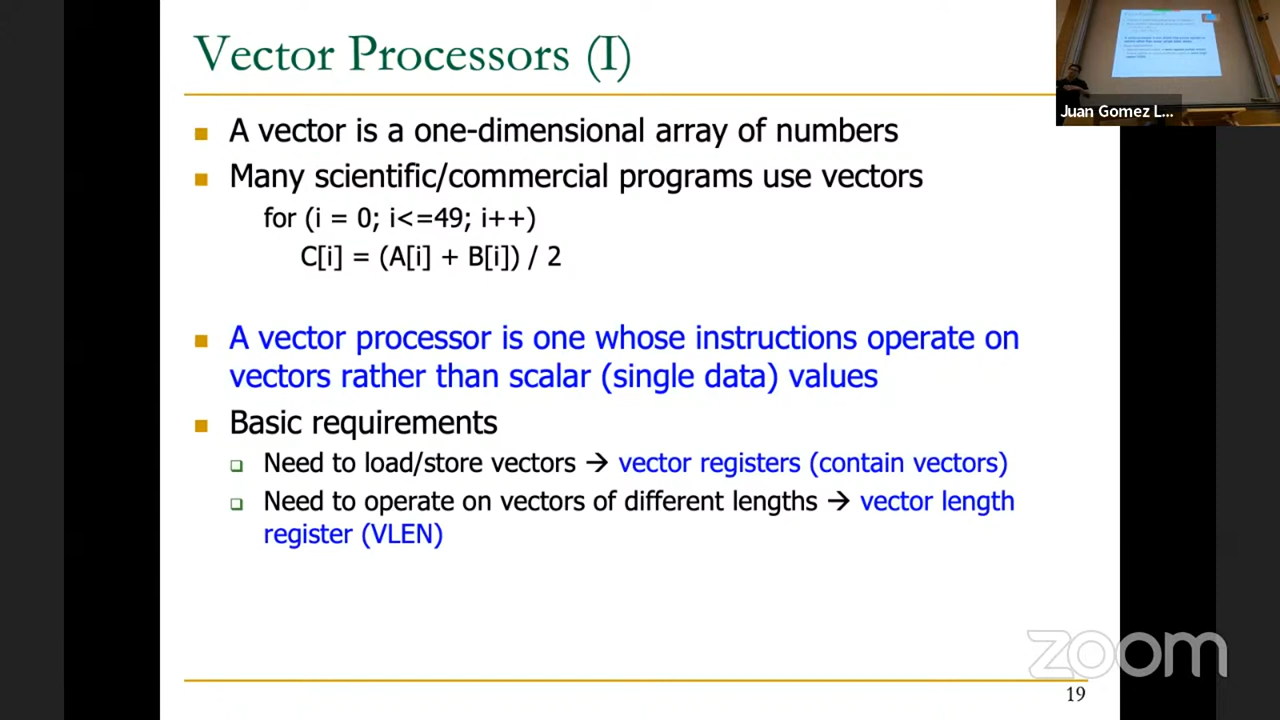 Vector Processors (I)
A vector is a one-dimensional array of numbers
Many scientific/commercial programs use vectors
for (i = 0; i<=49; i++)
C[i] = (A[i] + B[i]) / 2
A vector processor is one whose instructions operate on
vectors rather than scalar (single data) values
Basic requirements
Need to load/store vectors → vector registers (contain vectors)
Need to operate on vectors of different lengths → vector length
register (VLEN)
19
Juan Gomez L...
zoom